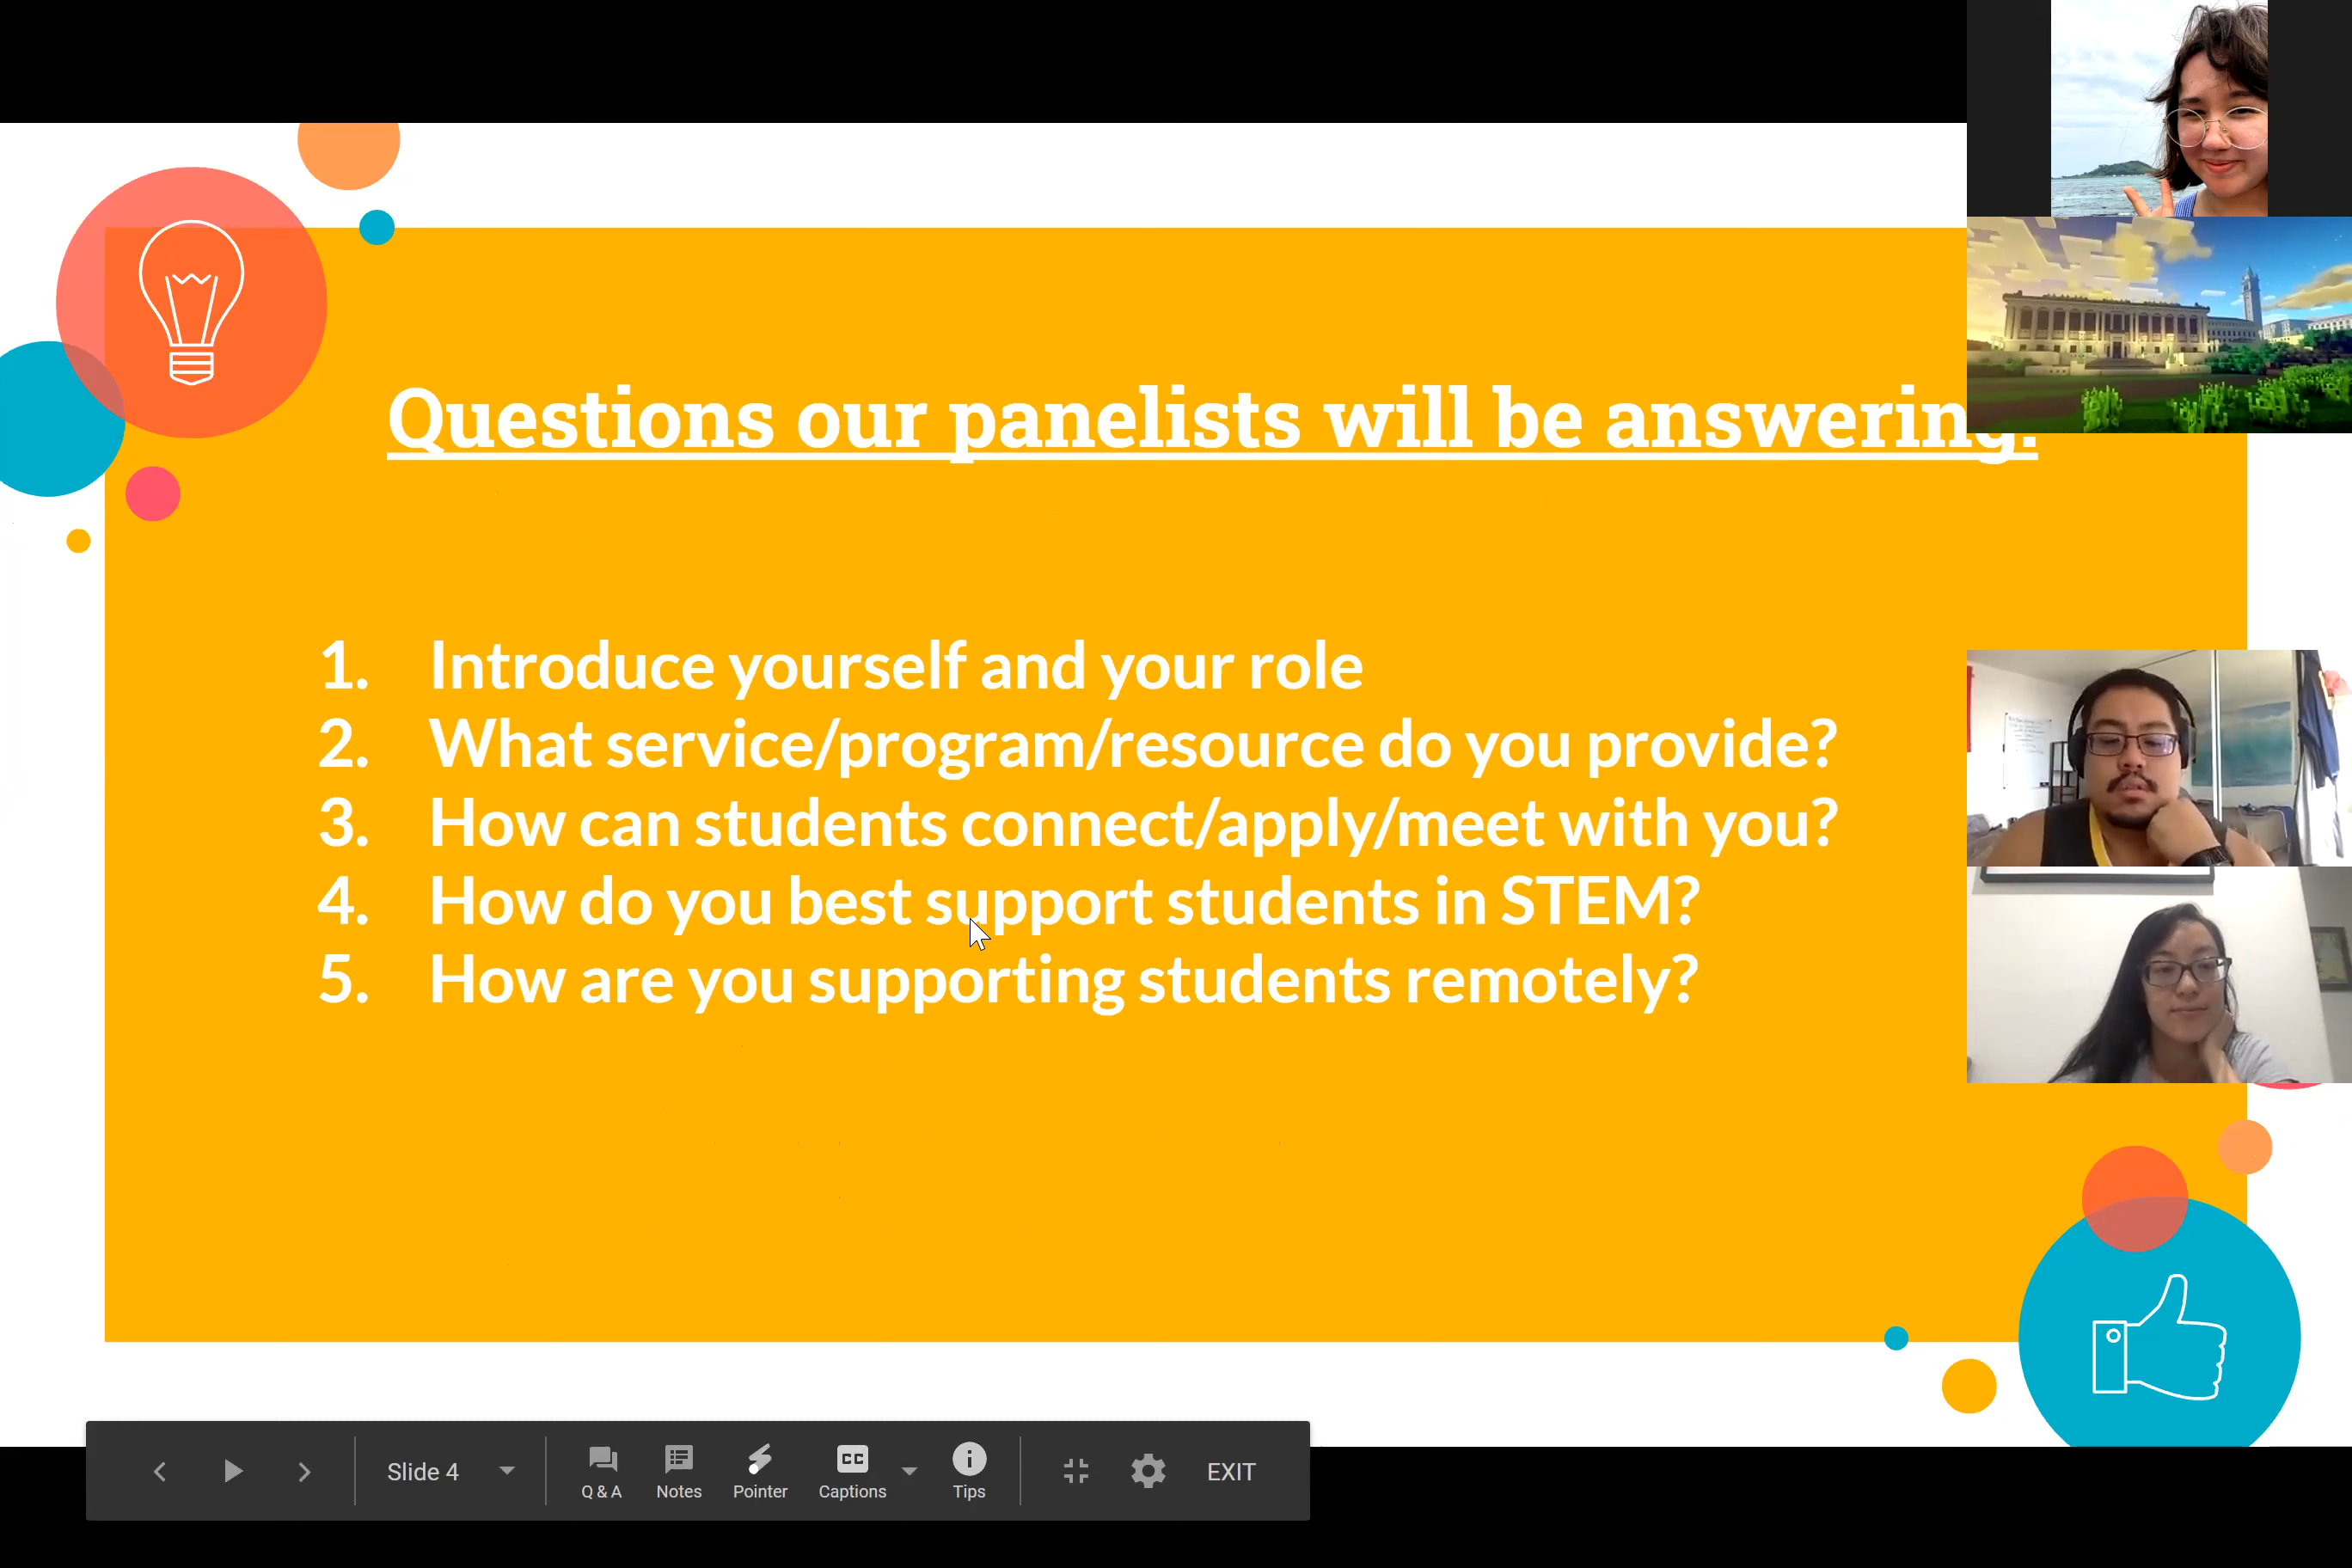 Questions our panelists will be answering:
1. Introduce yourself and your role
2. What service/program/resource do you provide?
3. How can students connect/apply/meet with you?
4. How do you best support students in STEM?
5. How are you supporting students remotely?
Slide 4
Q & A
Notes
Pointer
CC
Captions
Tips
EXIT